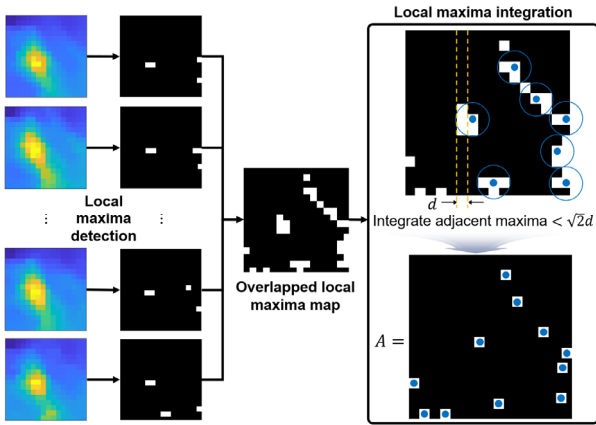 Local maxima integration
d
Integrate adjacent maxima < √2d
⋮ Local ⋮
maxima
detection
Overlapped local
maxima map
A =